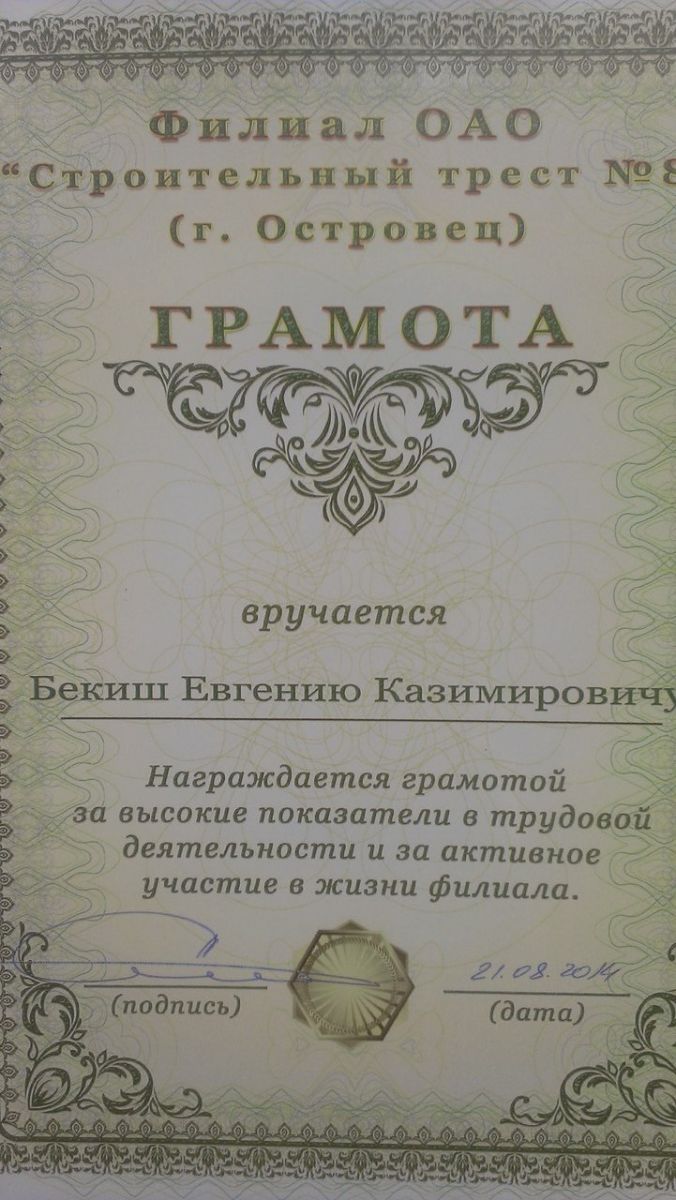 Филиал ОАО
“Строительный трест №8
(г. Островец)
ГРАМОТА
вручается
Бекиш Евгению Казимировичу
Награждается грамотой
за высокие показатели в трудовой
деятельности и за активное
участие в жизни филиала.
21.08.2014
(подпись) (дата)